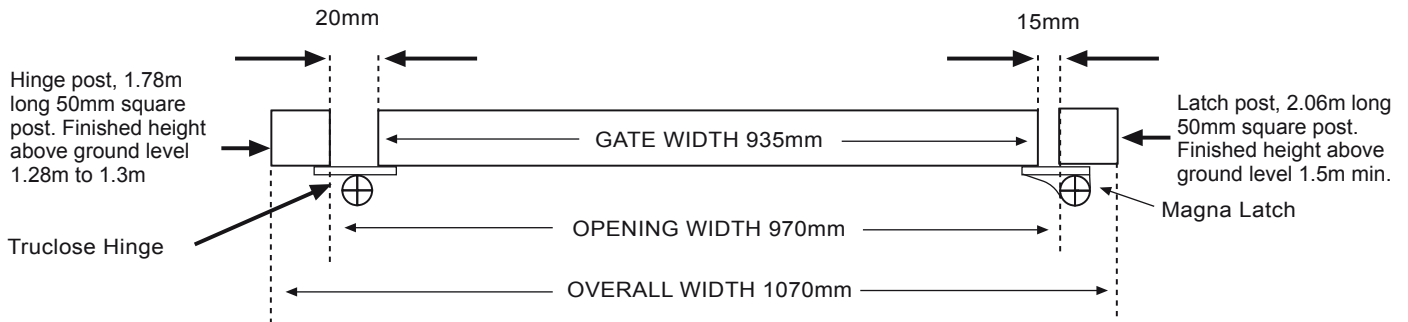 20mm
15mm
Hinge post, 1.78m
long 50mm square
post. Finished height
above ground level
1.28m to 1.3m
GATE WIDTH 935mm
Latch post, 2.06m long
50mm square post.
Finished height above
ground level 1.5m min.
Magna Latch
Truclose Hinge
OPENING WIDTH 970mm
OVERALL WIDTH 1070mm